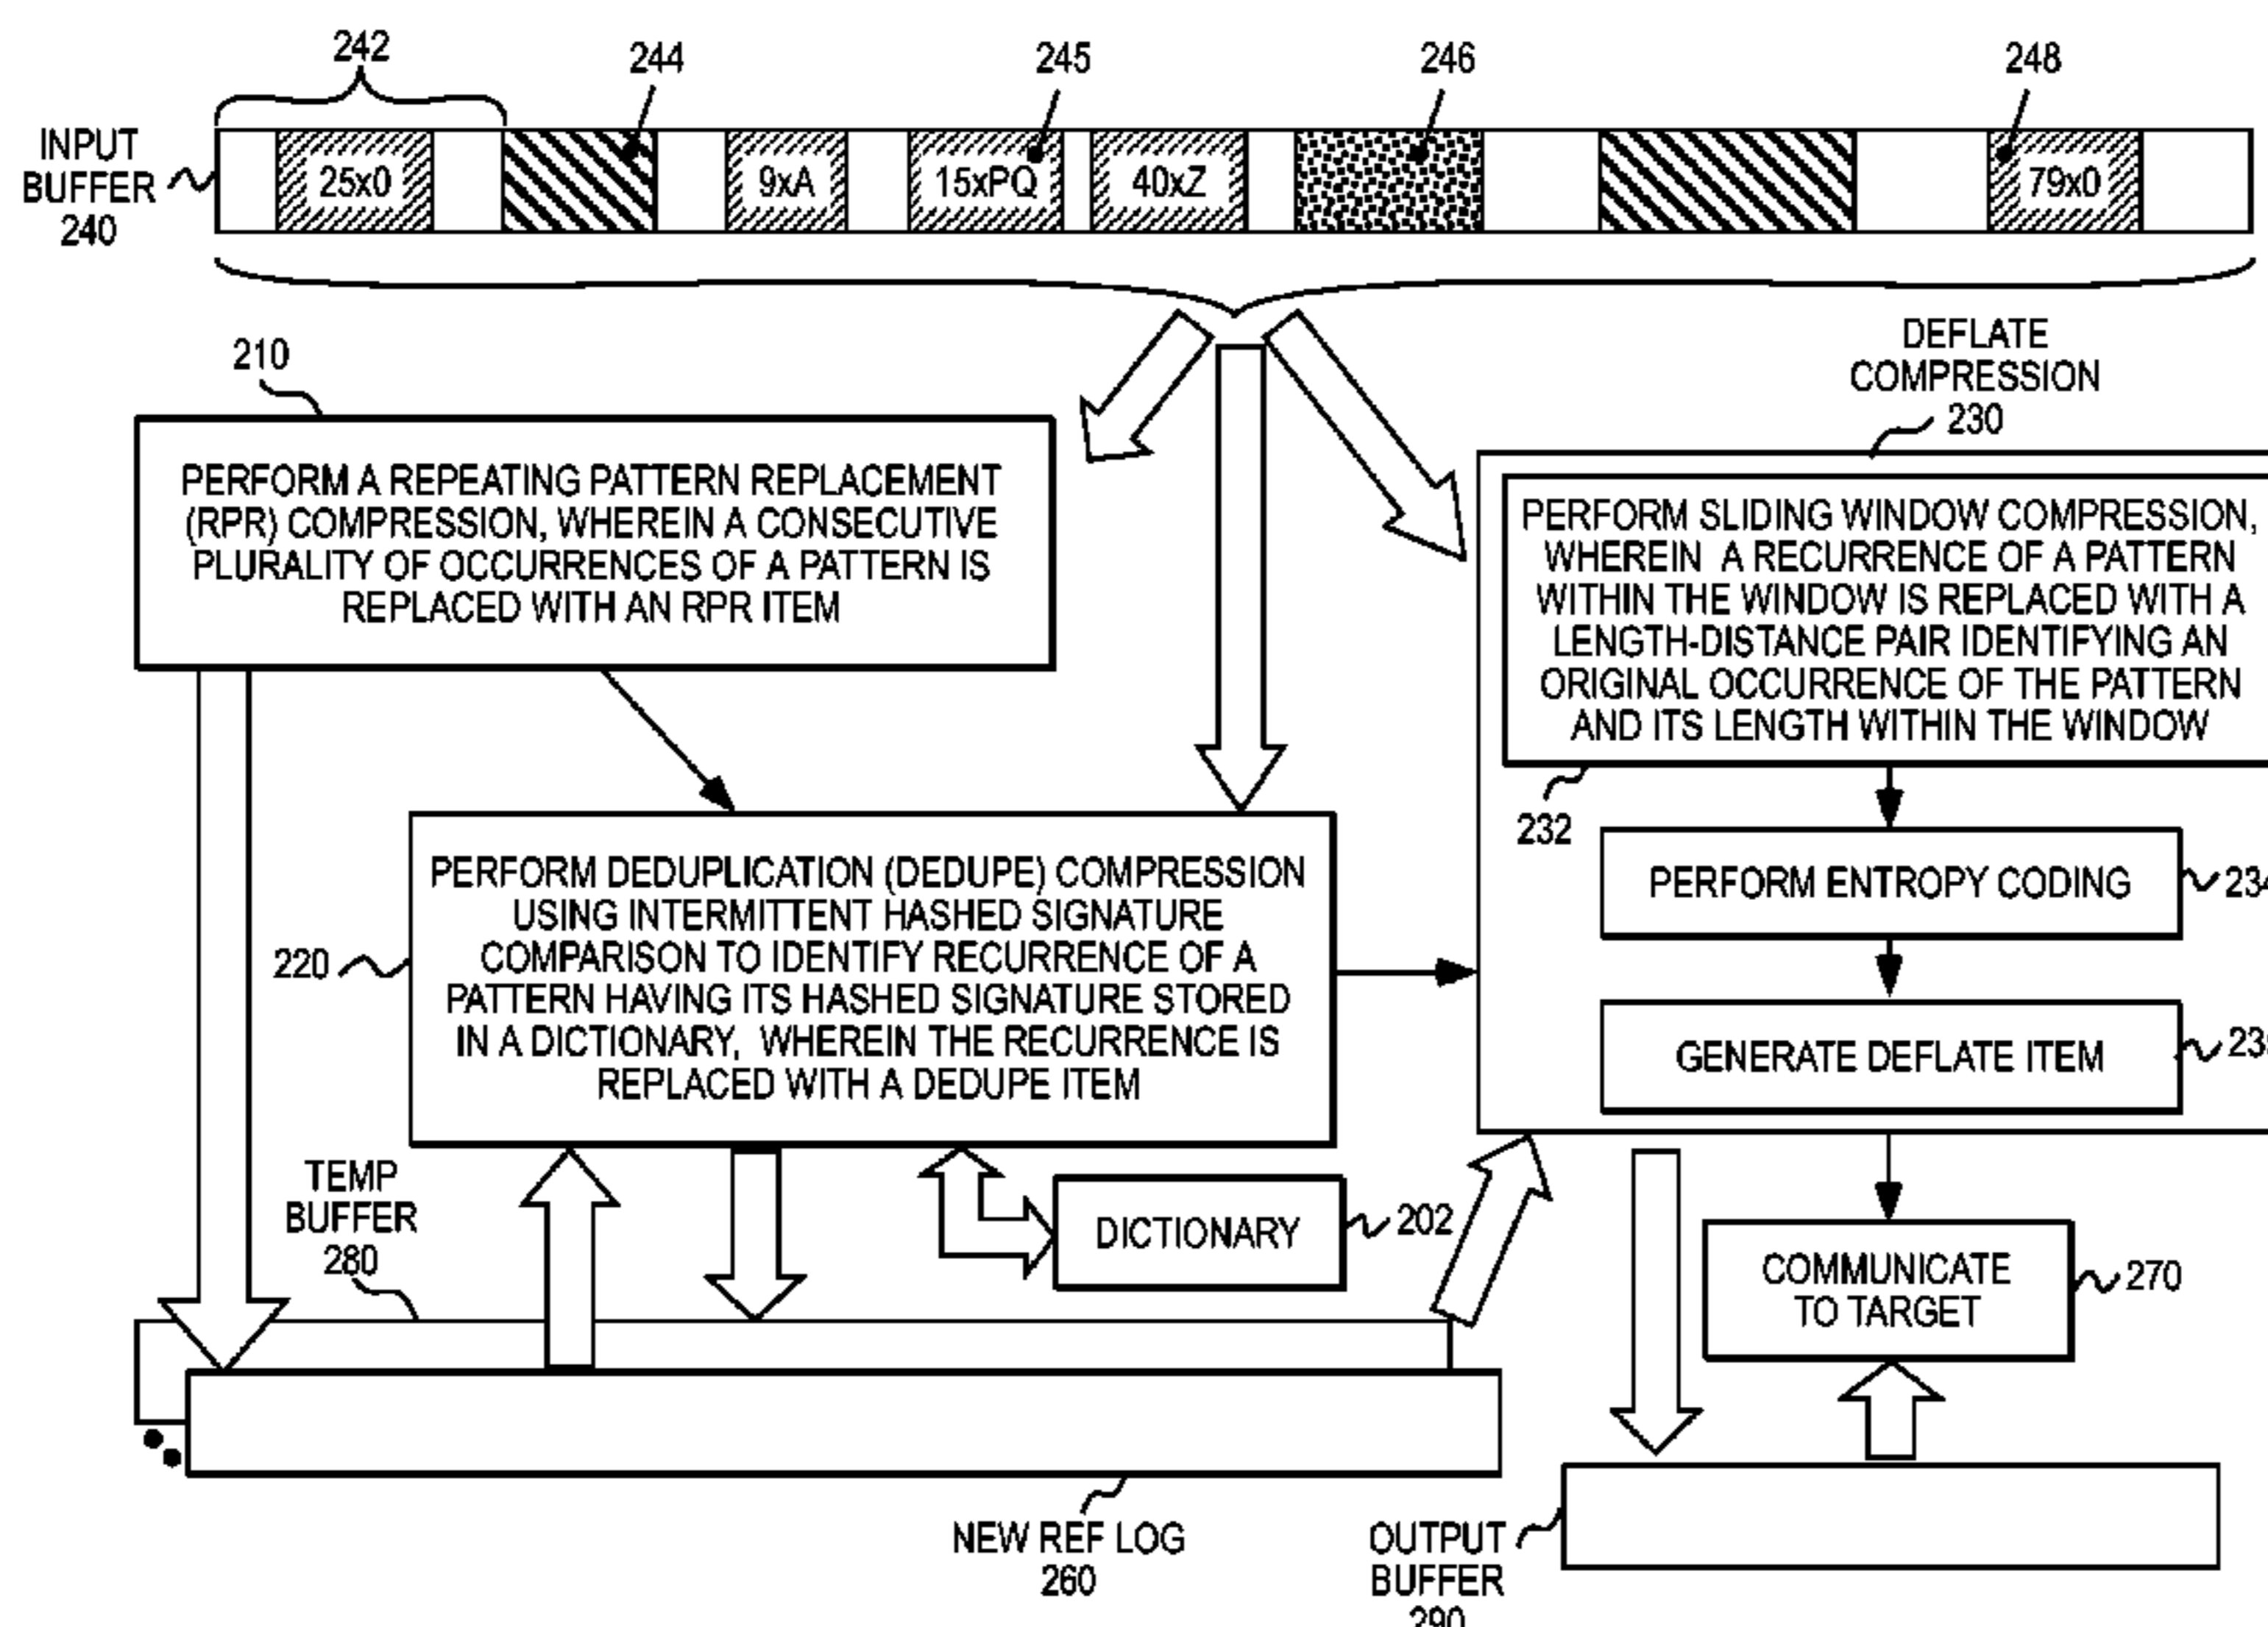 242
244
245
246
248
INPUT
BUFFER
240
25x0
9xA
15xPQ
40xZ
79x0
DEFLATE
COMPRESSION
230
210
PERFORM A REPEATING PATTERN REPLACEMENT
(RPR) COMPRESSION, WHEREIN A CONSECUTIVE
PLURALITY OF OCCURRENCES OF A PATTERN IS
REPLACED WITH AN RPR ITEM
PERFORM SLIDING WINDOW COMPRESSION,
WHEREIN A RECURRENCE OF A PATTERN
WITHIN THE WINDOW IS REPLACED WITH A
LENGTH-DISTANCE PAIR IDENTIFYING AN
ORIGINAL OCCURRENCE OF THE PATTERN
AND ITS LENGTH WITHIN THE WINDOW
232
PERFORM ENTROPY CODING
234
GENERATE DEFLATE ITEM
PERFORM DEDUPLICATION (DEDUPE) COMPRESSION
USING INTERMITTENT HASHED SIGNATURE
COMPARISON TO IDENTIFY RECURRENCE OF A
PATTERN HAVING ITS HASHED SIGNATURE STORED
IN A DICTIONARY, WHEREIN THE RECURRENCE IS
REPLACED WITH A DEDUPE ITEM
220
TEMP
BUFFER
280
DICTIONARY
202
COMMUNICATE
TO TARGET
270
NEW REF LOG
260
OUTPUT
BUFFER
290